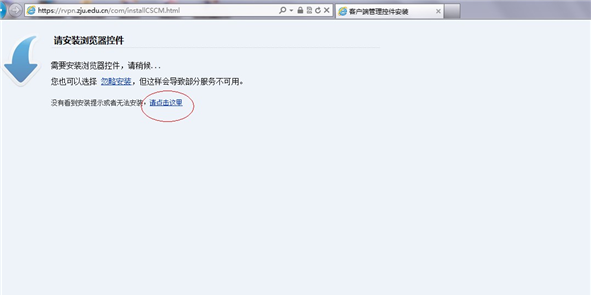 https://rvpn.zju.edu.cn/com/installCSCM.html
客户端管理控件安装
请安装浏览器控件
需要安装浏览器控件，请稍候...
您也可以选择 忽略安装，但这样会导致部分服务不可用。
没有看到安装提示或者无法安装，请点击这里